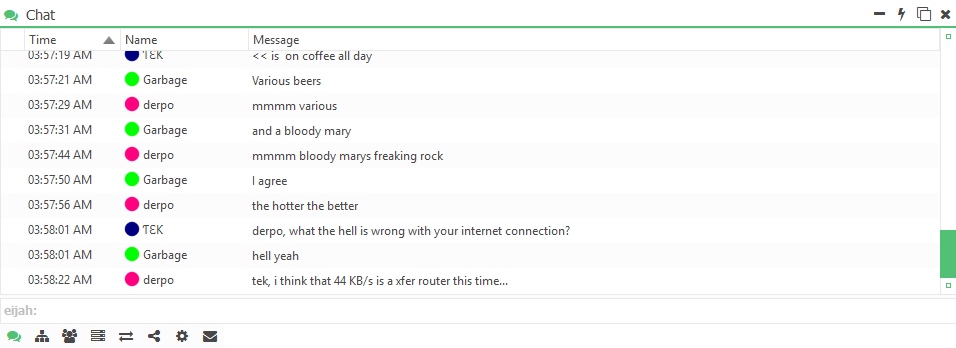 Chat
Time Name Message
03:57:19 AM ƬƐK << is on coffee all day
03:57:21 AM Garbage Various beers
03:57:29 AM derpo mmmm various
03:57:31 AM Garbage and a bloody mary
03:57:44 AM derpo mmmm bloody marys freaking rock
03:57:50 AM Garbage I agree
03:57:56 AM derpo the hotter the better
03:58:01 AM ƬƐK derpo, what the hell is wrong with your internet connection?
03:58:01 AM Garbage hell yeah
03:58:22 AM derpo tek, i think that 44 KB/s is a xfer router this time...
eijah: